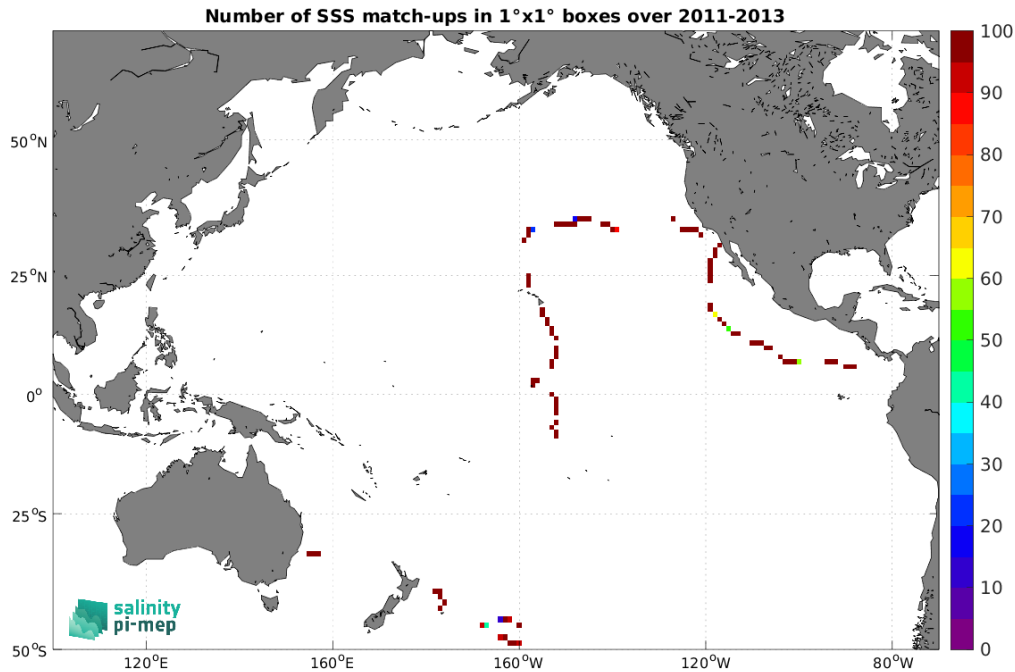 Number of SSS match-ups in 1°x1° boxes over 2011-2013
100
90
80
70
60
50
40
30
20
10
0
50°N
25°N
0°
25°S
50°S
120°E
160°E
160°W
120°W
80°W
salinity
pi-mep